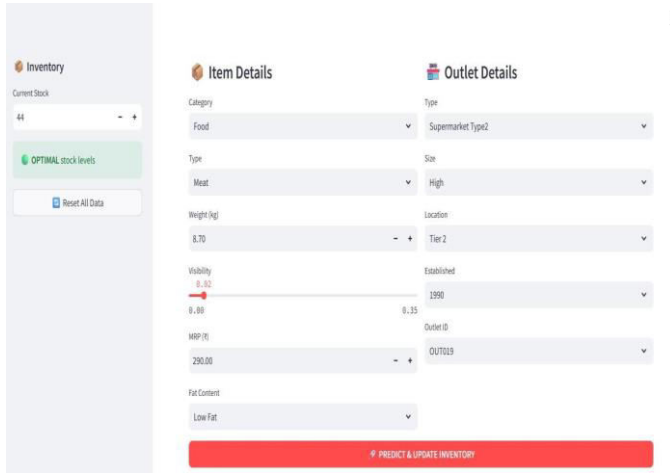 Inventory
Current Stock
44
- +
OPTIMAL stock levels
Reset All Data
Item Details
Category
Food
Type
Meat
Weight (kg)
8.70
- +
Visibility
0.02
0.00 0.35
MRP (₹)
290.00
- +
Fat Content
Low Fat
Outlet Details
Type
Supermarket Type2
Size
High
Location
Tier 2
Established
1990
Outlet ID
OUT019
PREDICT & UPDATE INVENTORY